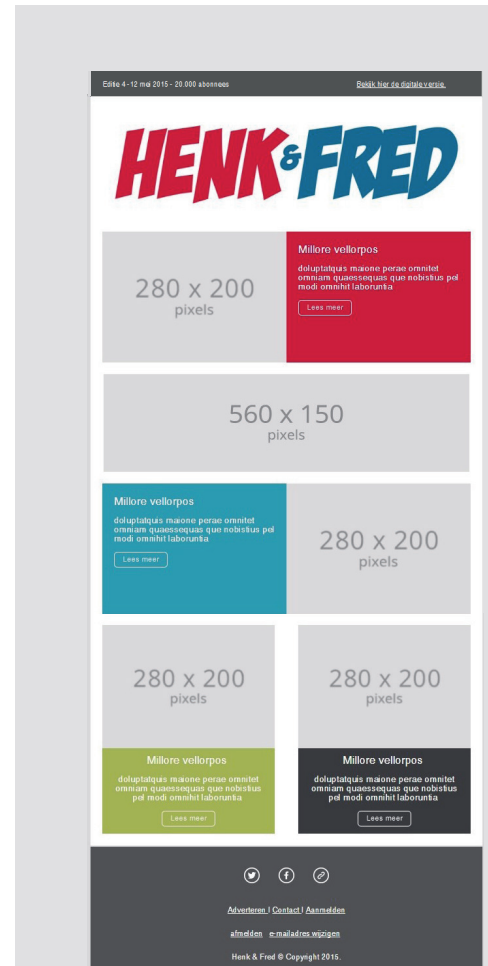 Editie 4 - 12 mei 2015 - 20.000 abonnees
Bekijk hier de digitale versie.
HENK & FRED
280 x 200
pixels
Millore vellorpos
doluptatquis maione perae omnitet
omniam quaessequas que nobistius pel
modi omnihit laboruntia
Lees meer
560 x 150
pixels
Millore vellorpos
doluptatquis maione perae omnitet
omniam quaessequas que nobistius pel
modi omnihit laboruntia
Lees meer
280 x 200
pixels
280 x 200
pixels
Millore vellorpos
doluptatquis maione perae omnitet
omniam quaessequas que nobistius
pel modi omnihit laboruntia
Lees meer
280 x 200
pixels
Millore vellorpos
doluptatquis maione perae omnitet
omniam quaessequas que nobistius
pel modi omnihit laboruntia
Lees meer
Adverteren | Contact | Aanmelden
afmelden e-mailadres wijzigen
Henk & Fred © Copyright 2015.